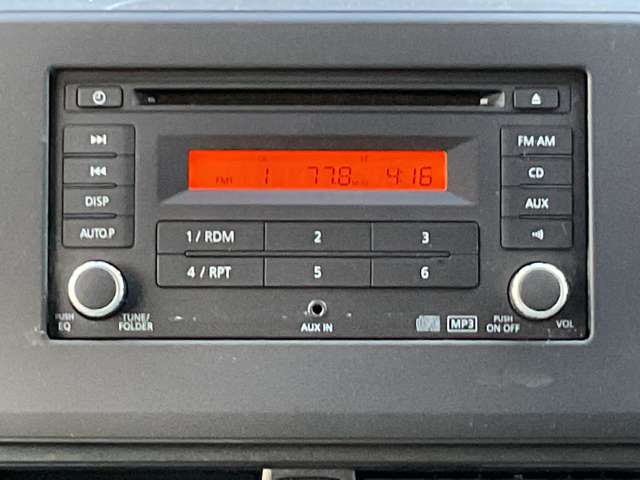 FM1 1 77.8 MHz 4:16
FM AM
CD
DISP
AUX
AUTO.P
1 / RDM 2 3
4 / RPT 5 6
PUSH EQ
TUNE/
FOLDER
AUX IN
MP3
PUSH
ON OFF
VOL